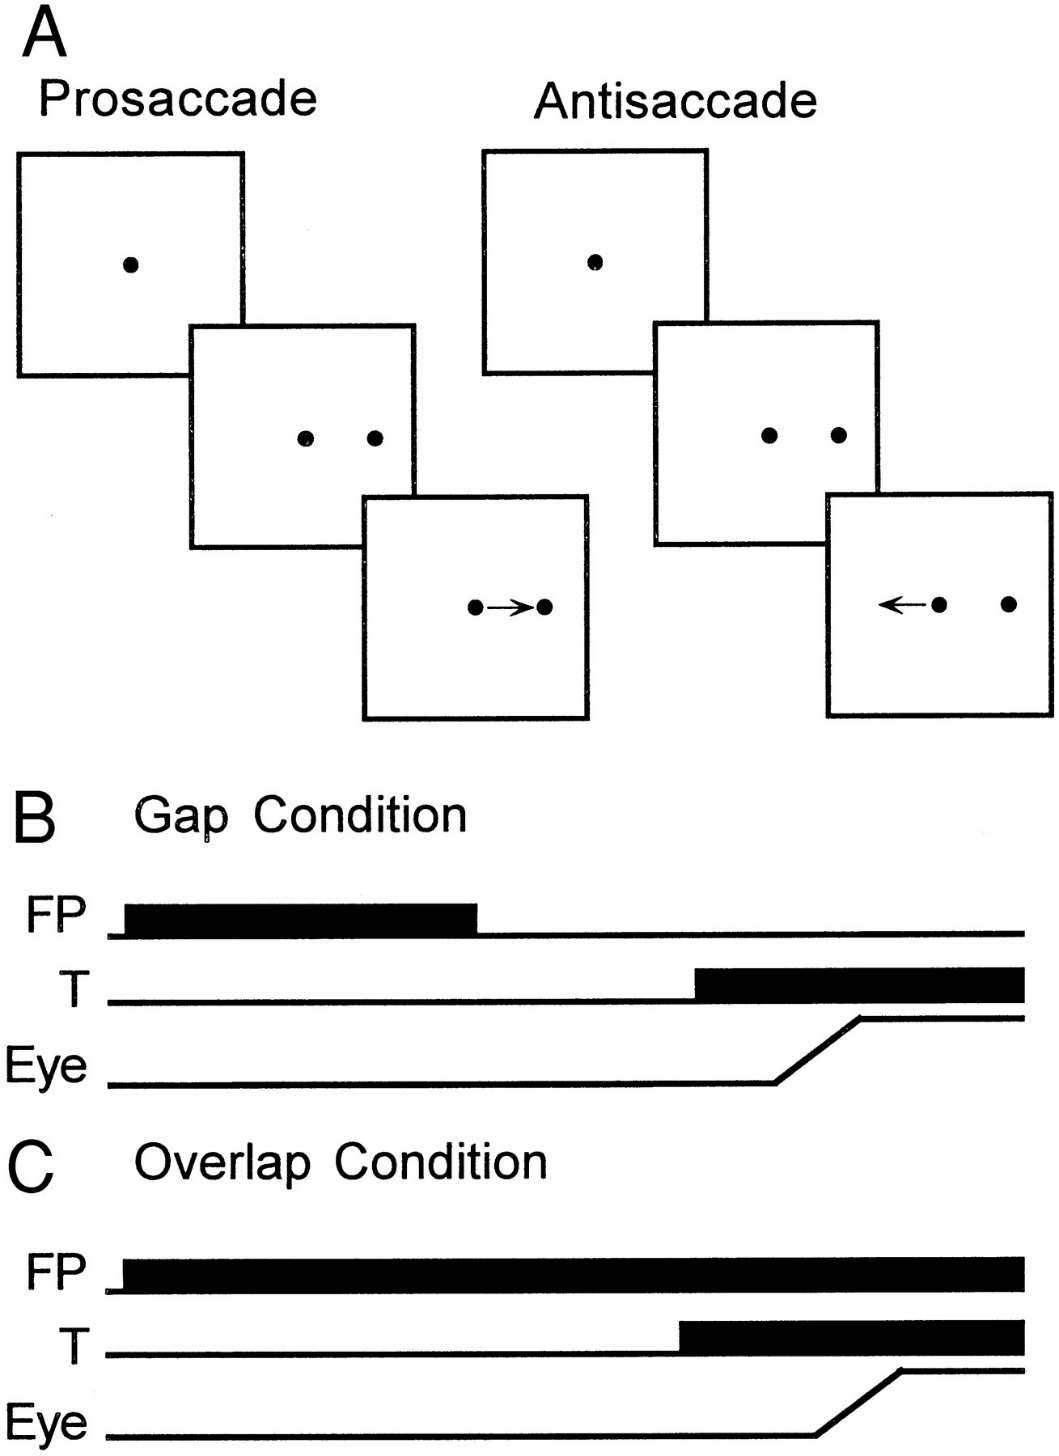 A
Prosaccade
Antisaccade
B Gap Condition
FP
T
Eye
C Overlap Condition
FP
T
Eye